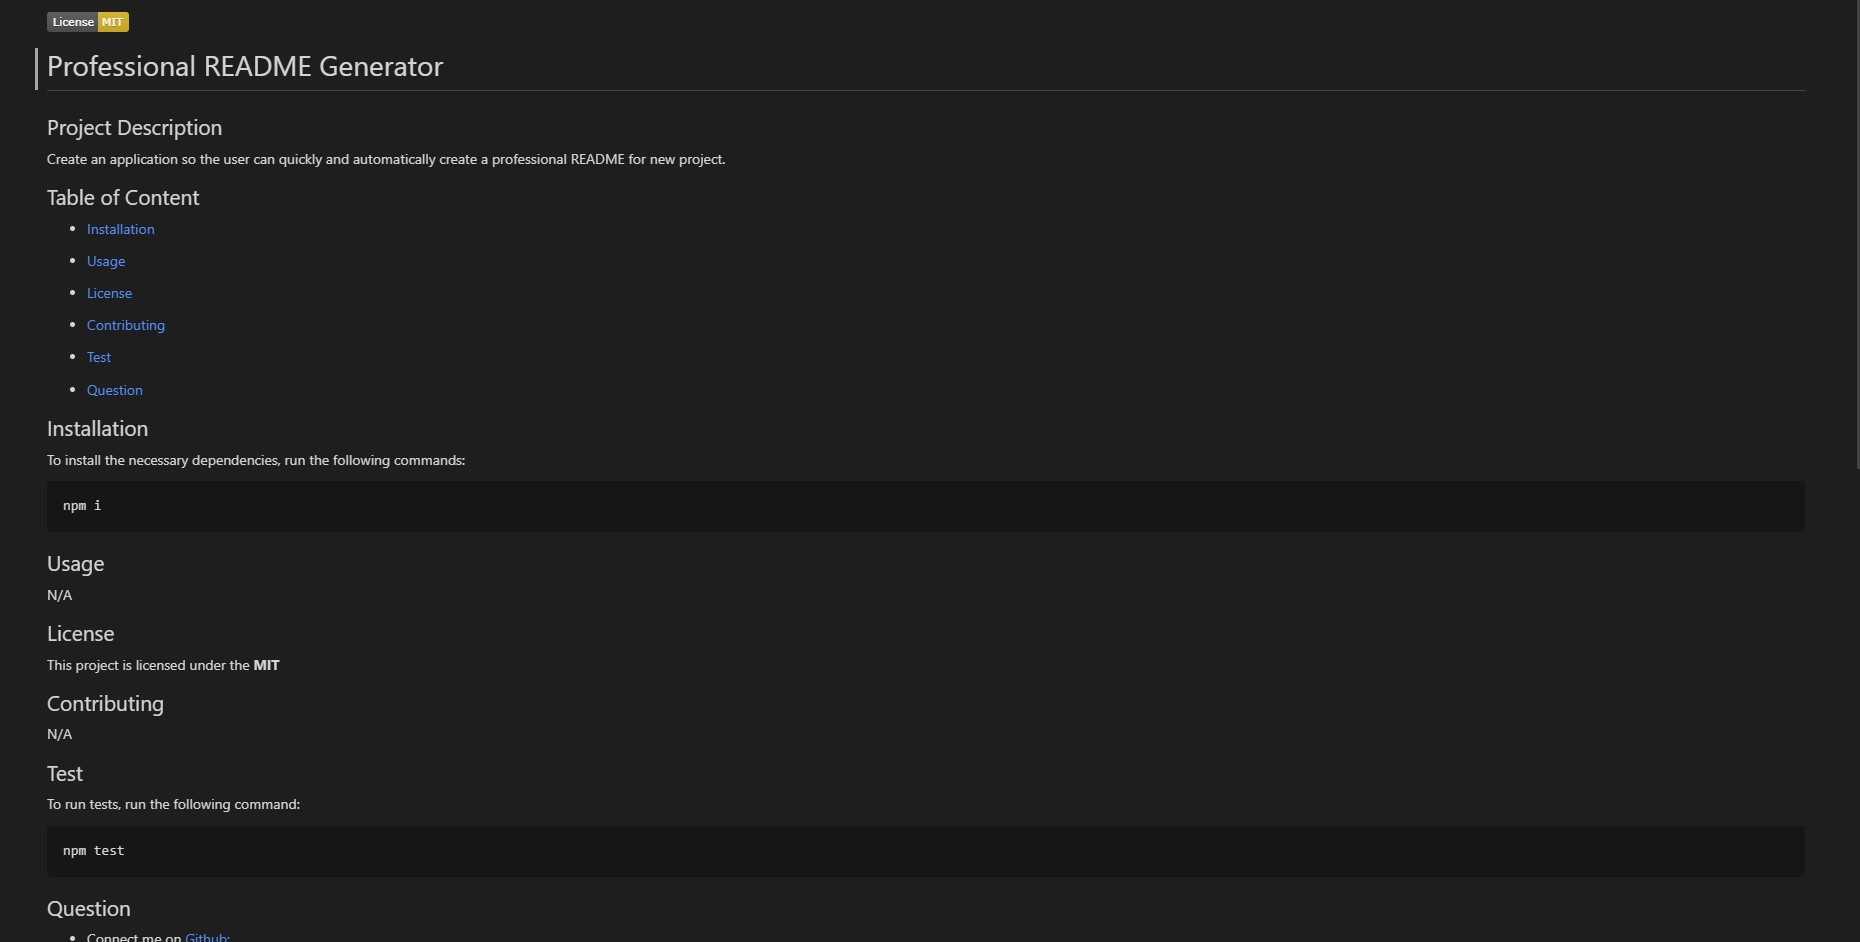 License MIT
Professional README Generator
Project Description
Create an application so the user can quickly and automatically create a professional README for new project.
Table of Content
Installation
Usage
License
Contributing
Test
Question
Installation
To install the necessary dependencies, run the following commands:
npm i
Usage
N/A
License
This project is licensed under the MIT
Contributing
N/A
Test
To run tests, run the following command:
npm test
Question
Connect me on Github: